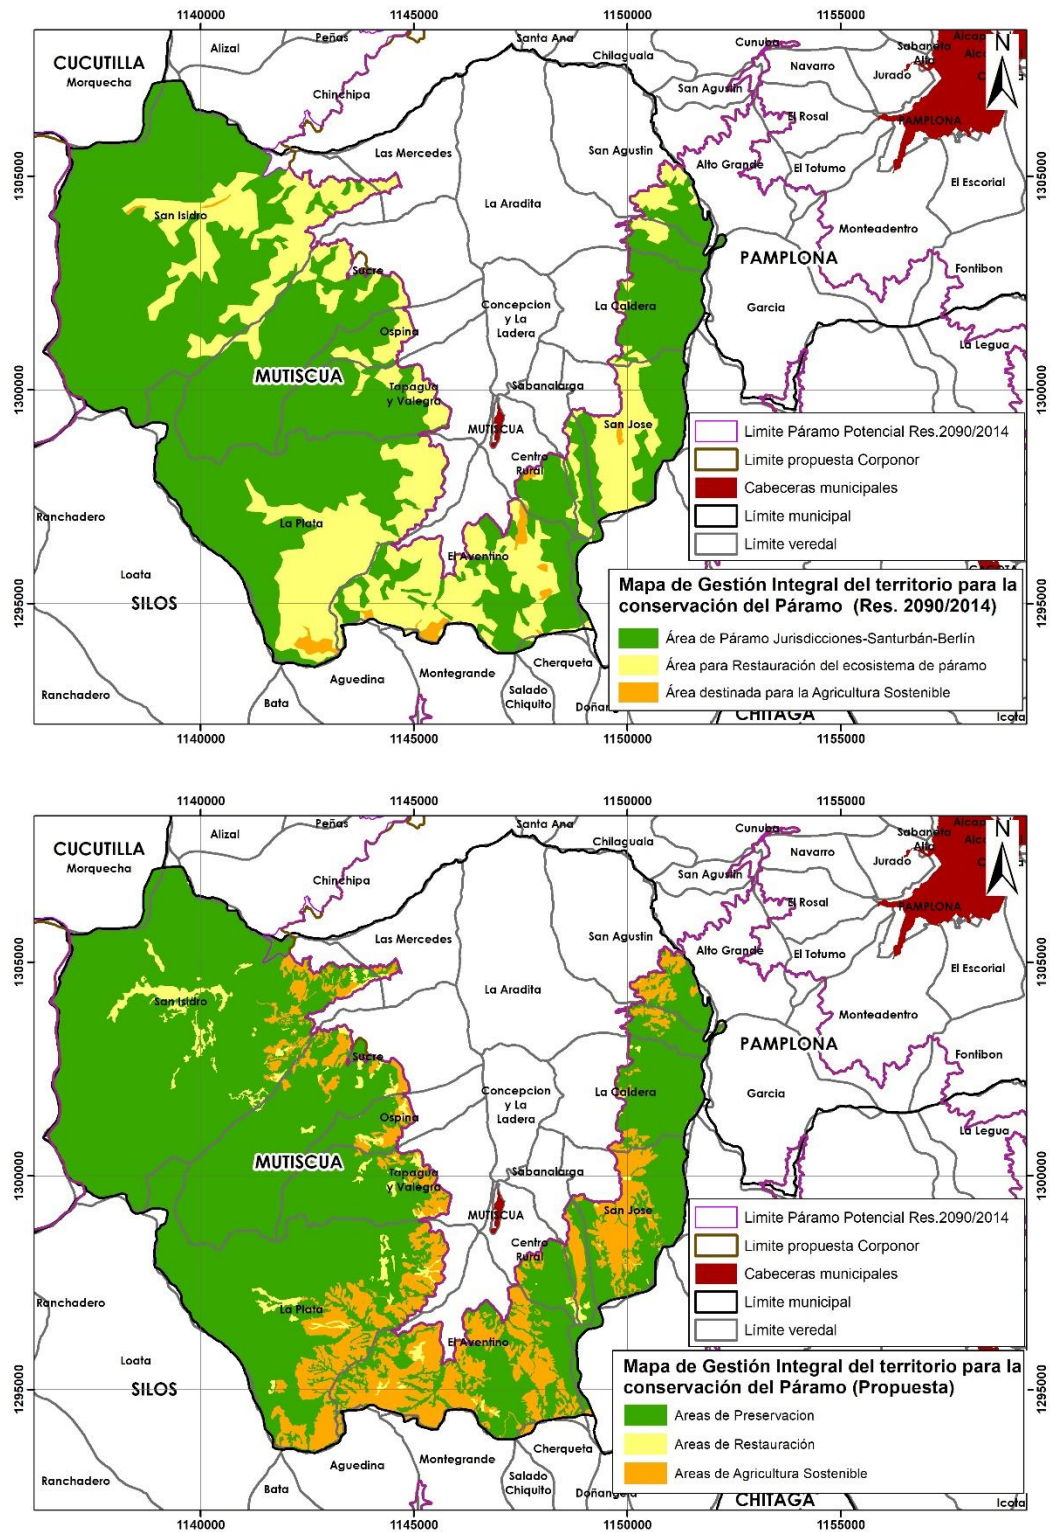 1140000
1145000
1150000
1155000
CUCUTILLA
Morquecha
Alizal
Peñas
Santa Ana
Chilaguala
Cunuba
Navarro
Sabaneta
Alta
Jurado
N
Chinchipa
San Agustin
El Rosal
PAMPLONA
Las Mercedes
San Agustin
Alto Grande
El Totumo
El Escorial
1305000
1305000
San Isidro
La Aradita
Monteadentro
PAMPLONA
Fontibon
Sucre
Concepcion
y La
Ladera
La Caldera
Garcia
Ospina
La Legua
MUTISCUA
Tapagua
y Valegra
Sabanalarga
1300000
San Jose
MUTISCUA
Centro
Rural
Ranchadero
La Plata
El Aventino
Loata
SILOS
1295000
1295000
Limite Páramo Potencial Res.2090/2014
Limite propuesta Corponor
Cabeceras municipales
Límite municipal
Límite veredal
Mapa de Gestión Integral del territorio para la
conservación del Páramo (Res. 2090/2014)
Área de Páramo Jurisdicciones-Santurbán-Berlín
Área para Restauración del ecosistema de páramo
Área destinada para la Agricultura Sostenible
Ranchadero
Bata
Aguedina
Montegrande
Salado
Chiquito
Cherqueta
CHITAGA
1140000
1145000
1150000
1155000
1140000
1145000
1150000
1155000
CUCUTILLA
Morquecha
Alizal
Peñas
Santa Ana
Chilaguala
Cunuba
Navarro
Sabaneta
Alta
Jurado
N
Chinchipa
San Agustin
El Rosal
PAMPLONA
Las Mercedes
San Agustin
Alto Grande
El Totumo
El Escorial
1305000
1305000
San Isidro
La Aradita
Monteadentro
PAMPLONA
Fontibon
Sucre
Concepcion
y La
Ladera
La Caldera
Garcia
Ospina
La Legua
MUTISCUA
Tapagua
y Valegra
Sabanalarga
1300000
San Jose
MUTISCUA
Centro
Rural
Ranchadero
La Plata
El Aventino
Loata
SILOS
1295000
1295000
Limite Páramo Potencial Res.2090/2014
Limite propuesta Corponor
Cabeceras municipales
Límite municipal
Límite veredal
Mapa de Gestión Integral del territorio para la
conservación del Páramo (Propuesta)
Areas de Preservacion
Areas de Restauración
Areas de Agricultura Sostenible
Ranchadero
Bata
Aguedina
Montegrande
Salado
Chiquito
Cherqueta
CHITAGA
1140000
1145000
1150000
1155000